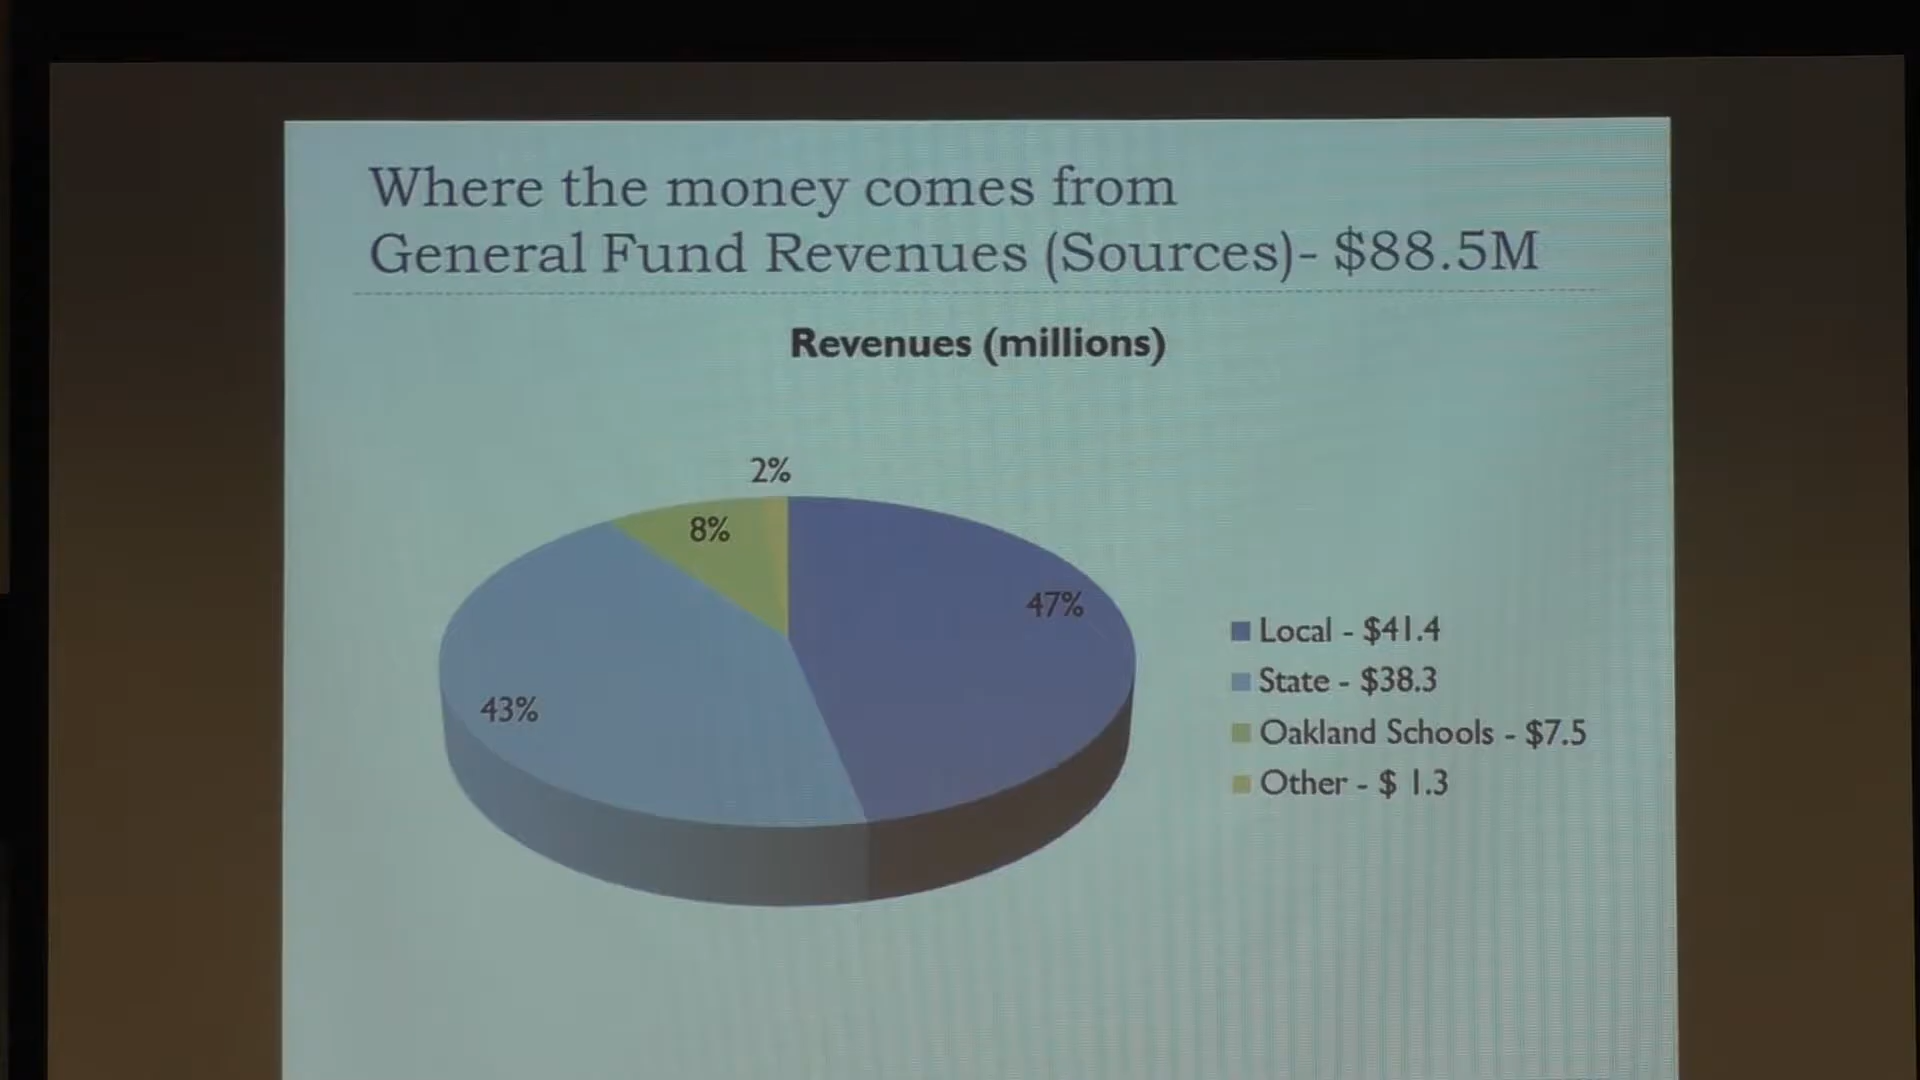 Where the money comes from
General Fund Revenues (Sources)- $88.5M
Revenues (millions)
2%
8%
47%
43%
Local - $41.4
State - $38.3
Oakland Schools - $7.5
Other - $ 1.3